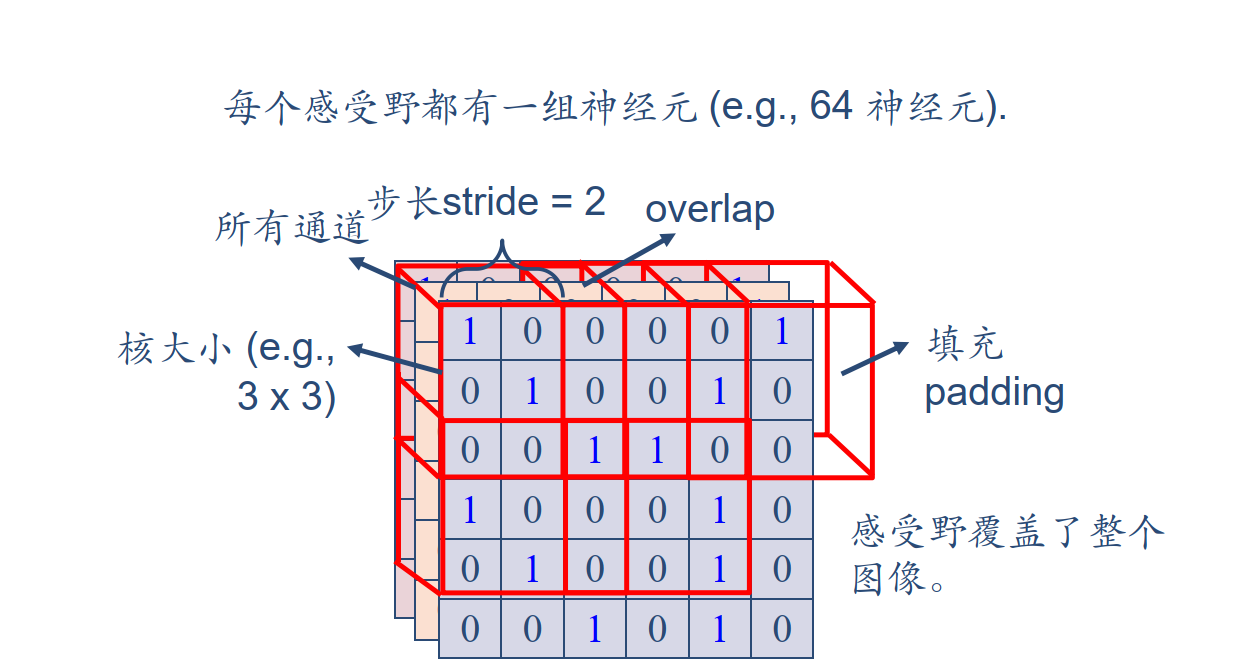 每个感受野都有一组神经元 (e.g., 64 神经元).
步长stride = 2
overlap
所有通道
核大小 (e.g.,
3 x 3)
填充
padding
1 0 0 0 0 1
0 1 0 0 1 0
0 0 1 1 0 0
1 0 0 0 1 0
0 1 0 0 1 0
0 0 1 0 1 0
感受野覆盖了整个
图像。